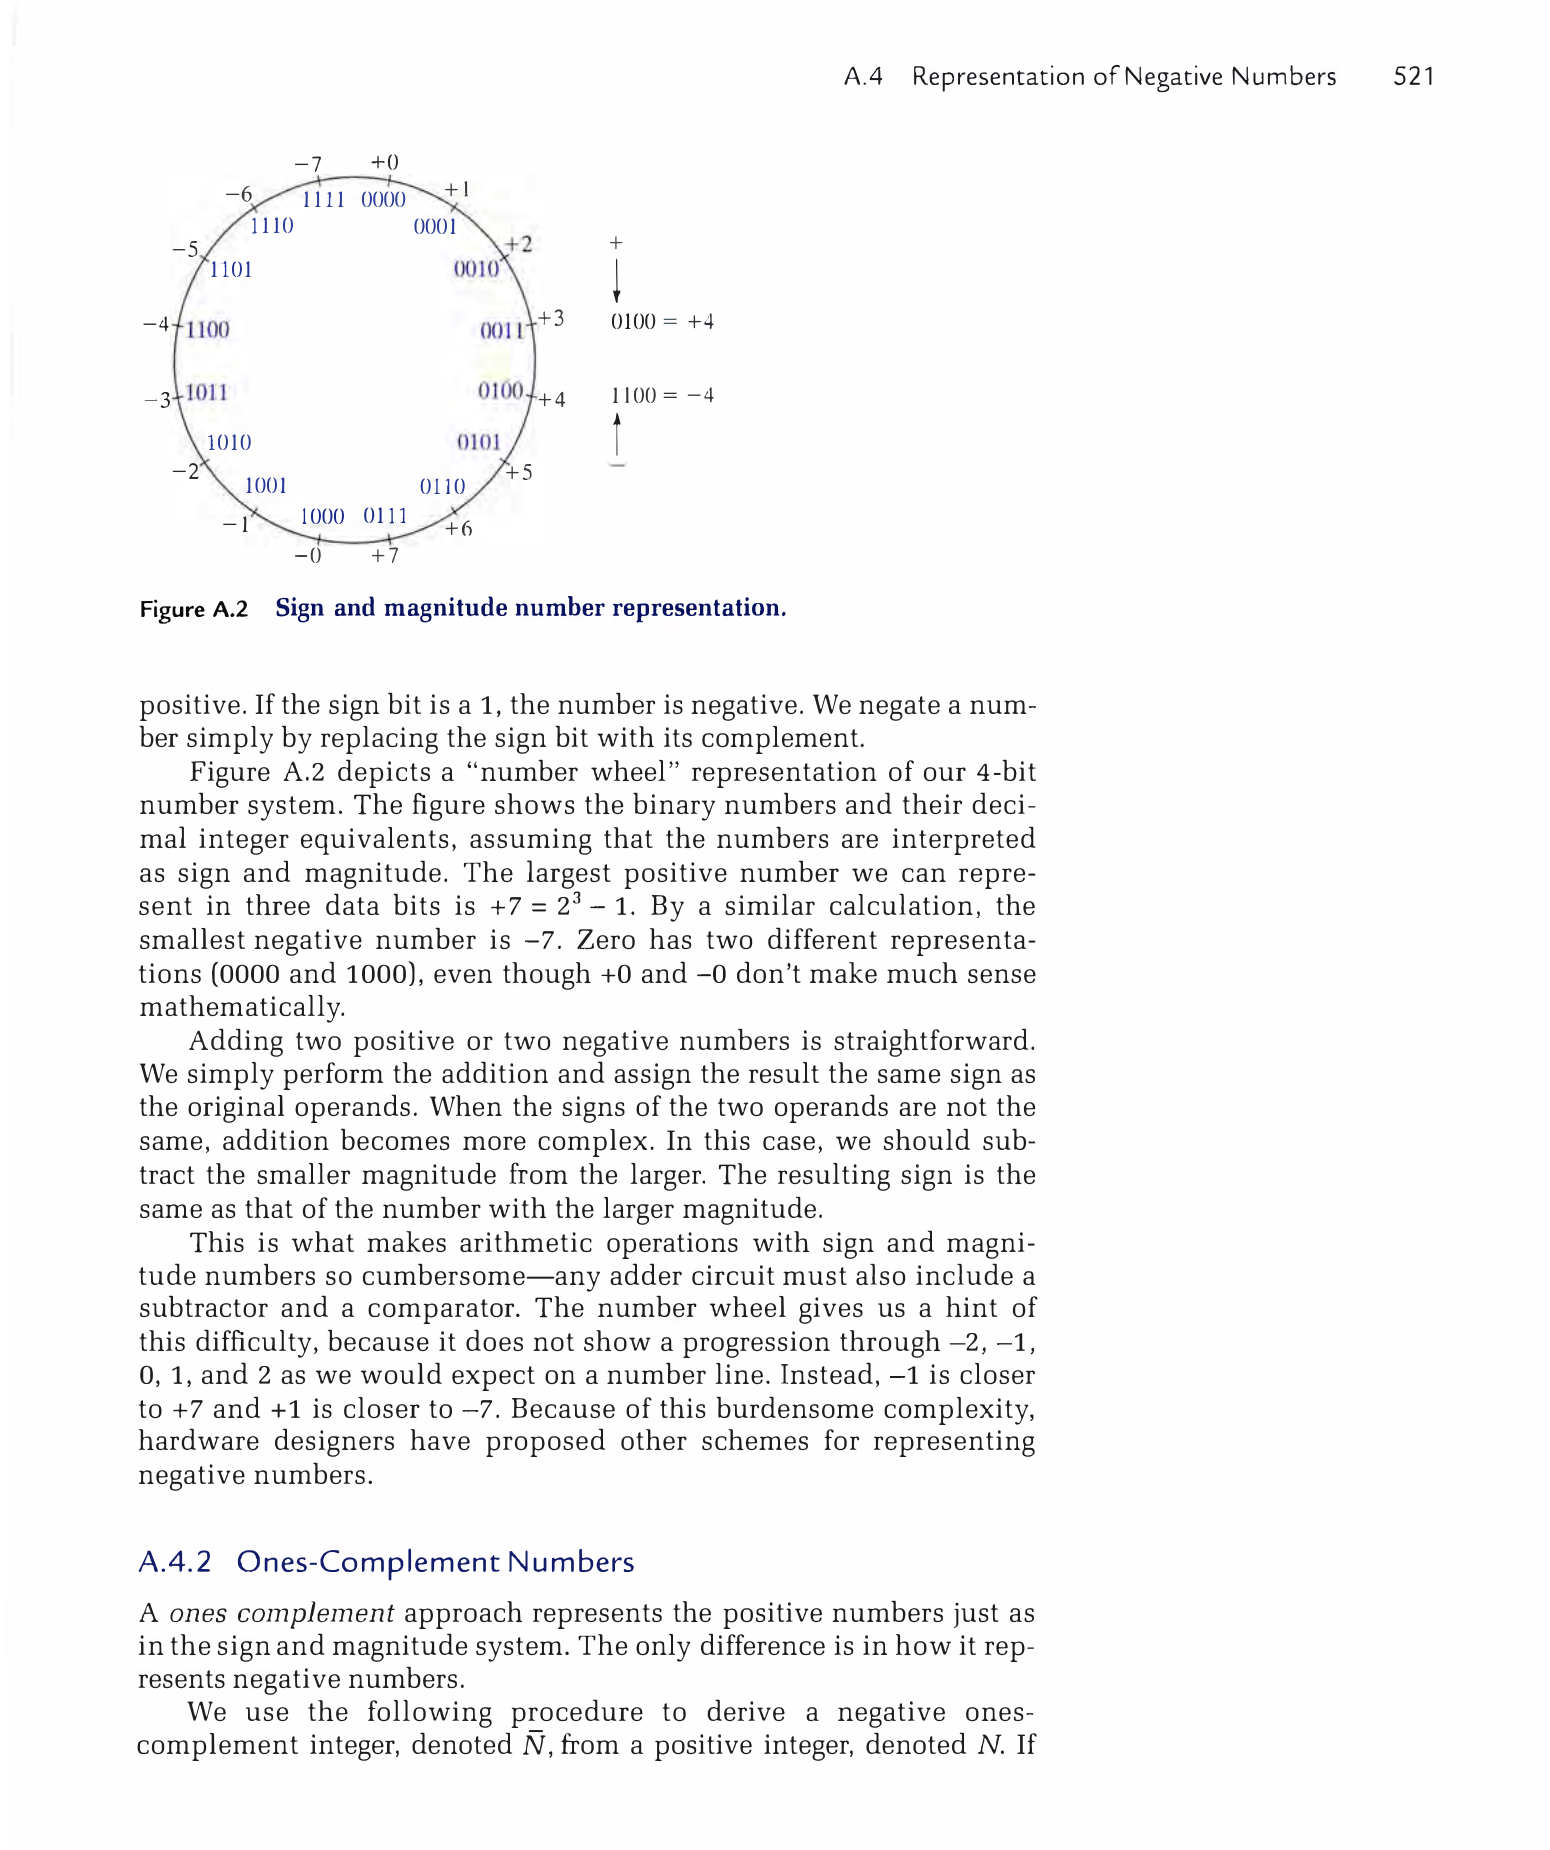 A.4 Representation of Negative Numbers 521
−7 +0
−6 1111 0000 +1
1110 0001
−5 +2
1101 0010
−4 1100 0011 +3
−3 1011 0100 +4
1010 0101
−2 +5
1001 0110
−1 1000 0111 +6
−0 +7
+
0100 = +4
1100 = −4
−
Figure A.2 Sign and magnitude number representation.
positive. If the sign bit is a 1, the number is negative. We negate a num-
ber simply by replacing the sign bit with its complement.
Figure A.2 depicts a “number wheel” representation of our 4-bit
number system. The figure shows the binary numbers and their deci-
mal integer equivalents, assuming that the numbers are interpreted
as sign and magnitude. The largest positive number we can repre-
sent in three data bits is +7 = 2³ – 1. By a similar calculation, the
smallest negative number is –7. Zero has two different representa-
tions (0000 and 1000), even though +0 and –0 don’t make much sense
mathematically.
Adding two positive or two negative numbers is straightforward.
We simply perform the addition and assign the result the same sign as
the original operands. When the signs of the two operands are not the
same, addition becomes more complex. In this case, we should sub-
tract the smaller magnitude from the larger. The resulting sign is the
same as that of the number with the larger magnitude.
This is what makes arithmetic operations with sign and magni-
tude numbers so cumbersome—any adder circuit must also include a
subtractor and a comparator. The number wheel gives us a hint of
this difficulty, because it does not show a progression through –2, –1,
0, 1, and 2 as we would expect on a number line. Instead, –1 is closer
to +7 and +1 is closer to –7. Because of this burdensome complexity,
hardware designers have proposed other schemes for representing
negative numbers.
A.4.2 Ones-Complement Numbers
A ones complement approach represents the positive numbers just as
in the sign and magnitude system. The only difference is in how it rep-
resents negative numbers.
We use the following procedure to derive a negative ones-
complement integer, denoted N̅, from a positive integer, denoted N. If